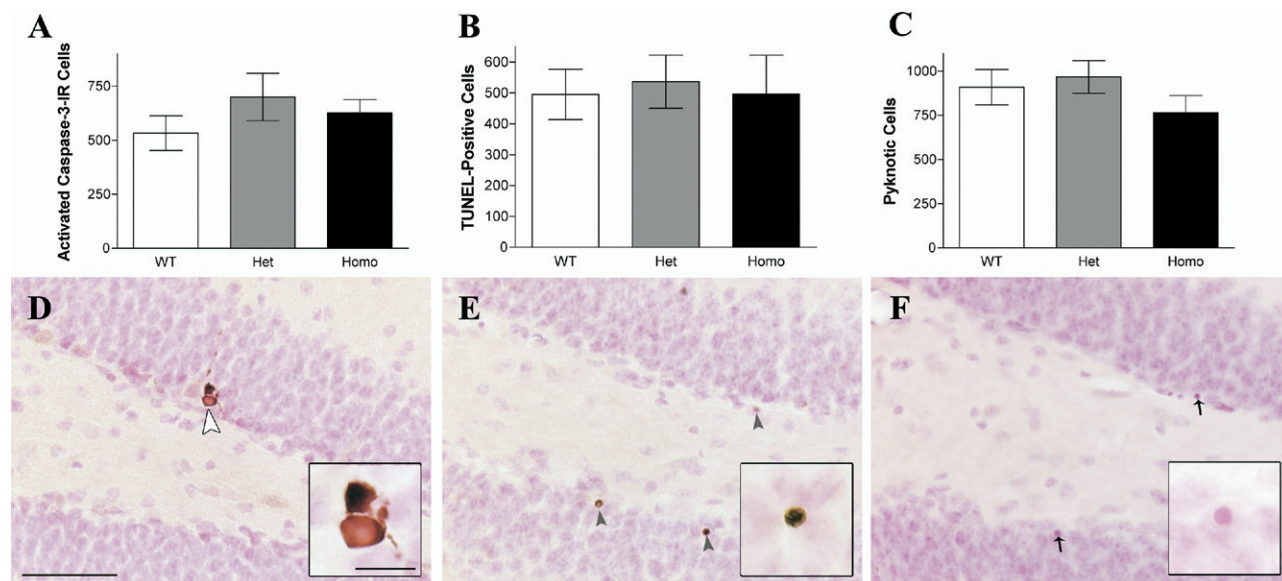 A
Activated Caspase-3-IR Cells
750
500
250
0
WT Het Homo
B
TUNEL-Positive Cells
600
500
400
300
200
100
0
WT Het Homo
C
Pyknotic Cells
1000
750
500
250
0
WT Het Homo
D
E
F